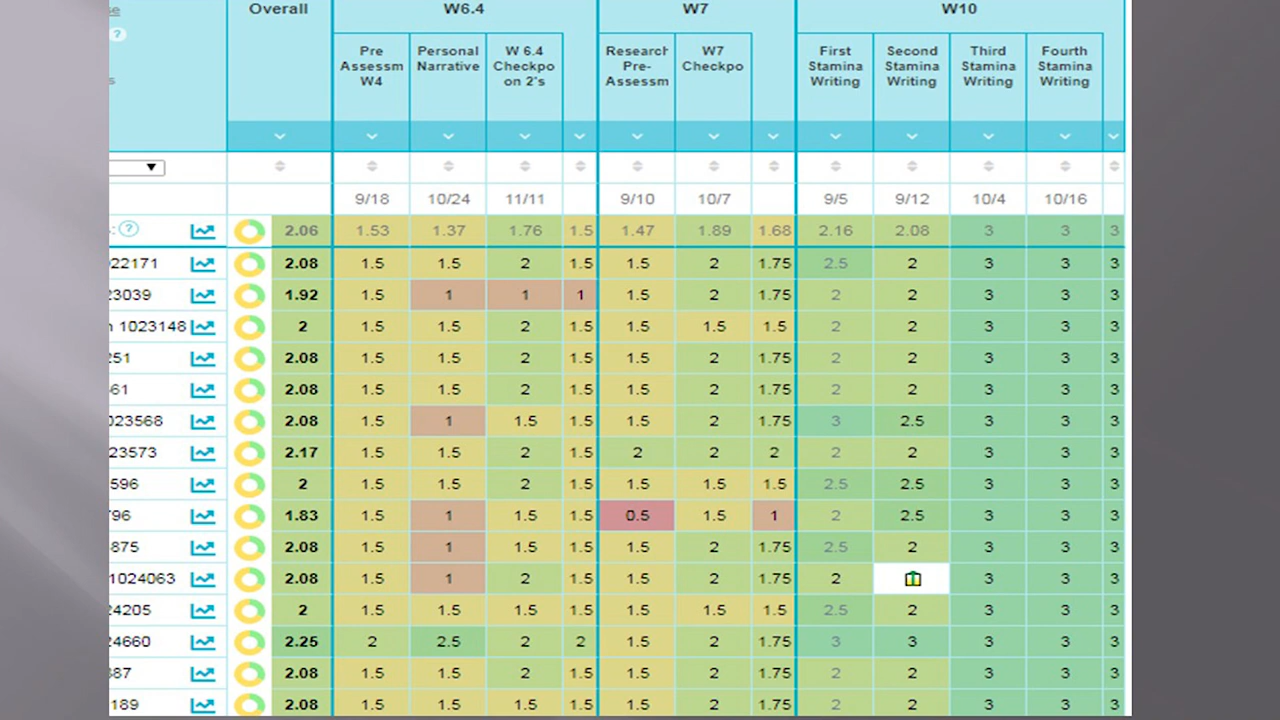 Overall W6.4 W7 W10
Pre Assessm W4 Personal Narrative W 6.4 Checkpo on 2's Research Pre- Assessm W7 Checkpo First Stamina Writing Second Stamina Writing Third Stamina Writing Fourth Stamina Writing
9/18 10/24 11/11 9/10 10/7 9/5 9/12 10/4 10/16
: ? 2.06 1.53 1.37 1.76 1.5 1.47 1.89 1.68 2.16 2.08 3 3 3
022171 2.08 1.5 1.5 2 1.5 1.5 2 1.75 2.5 2 3 3 3
23039 1.92 1.5 1 1 1 1.5 2 1.75 2 2 3 3 3
1023148 2 1.5 1.5 2 1.5 1.5 1.5 1.5 2 2 3 3 3
251 2.08 1.5 1.5 2 1.5 1.5 2 1.75 2 2 3 3 3
61 2.08 1.5 1.5 2 1.5 1.5 2 1.75 2 2 3 3 3
023568 2.08 1.5 1 1.5 1.5 1.5 2 1.75 3 2.5 3 3 3
23573 2.17 1.5 1.5 2 1.5 2 2 2 2 2 3 3 3
596 2 1.5 1.5 2 1.5 1.5 1.5 1.5 2.5 2.5 3 3 3
796 1.83 1.5 1 1.5 1.5 0.5 1.5 1 2 2.5 3 3 3
875 2.08 1.5 1 1.5 1.5 1.5 2 1.75 2.5 2 3 3 3
1024063 2.08 1.5 1 2 1.5 1.5 2 1.75 2 3 3 3
24205 2 1.5 1.5 1.5 1.5 1.5 1.5 1.5 2.5 2 3 3 3
24660 2.25 2 2.5 2 2 1.5 2 1.75 3 3 3 3 3
887 2.08 1.5 1.5 2 1.5 1.5 2 1.75 2 2 3 3 3
189 2.08 1.5 1.5 1.5 1.5 1.5 2 1.75 2 2 3 3 3